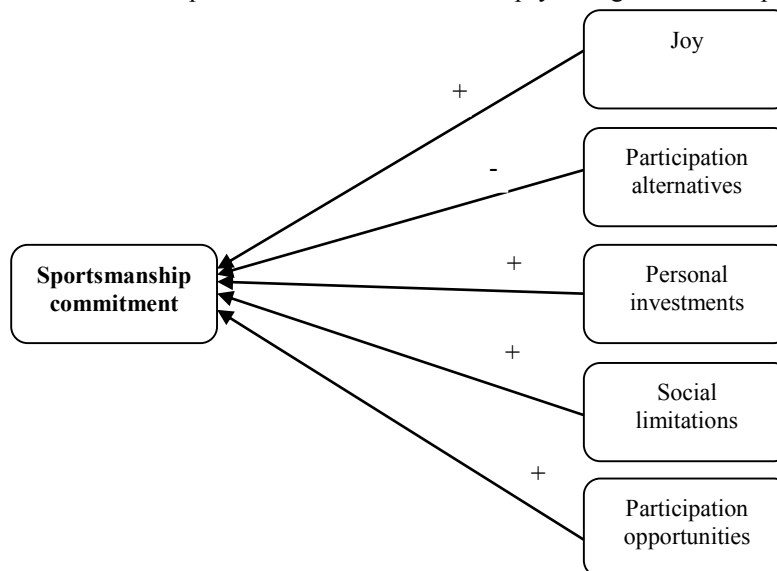 Joy
+
Participation
alternatives
-
Sportsmanship
commitment
+
Personal
investments
+
Social
limitations
+
Participation
opportunities